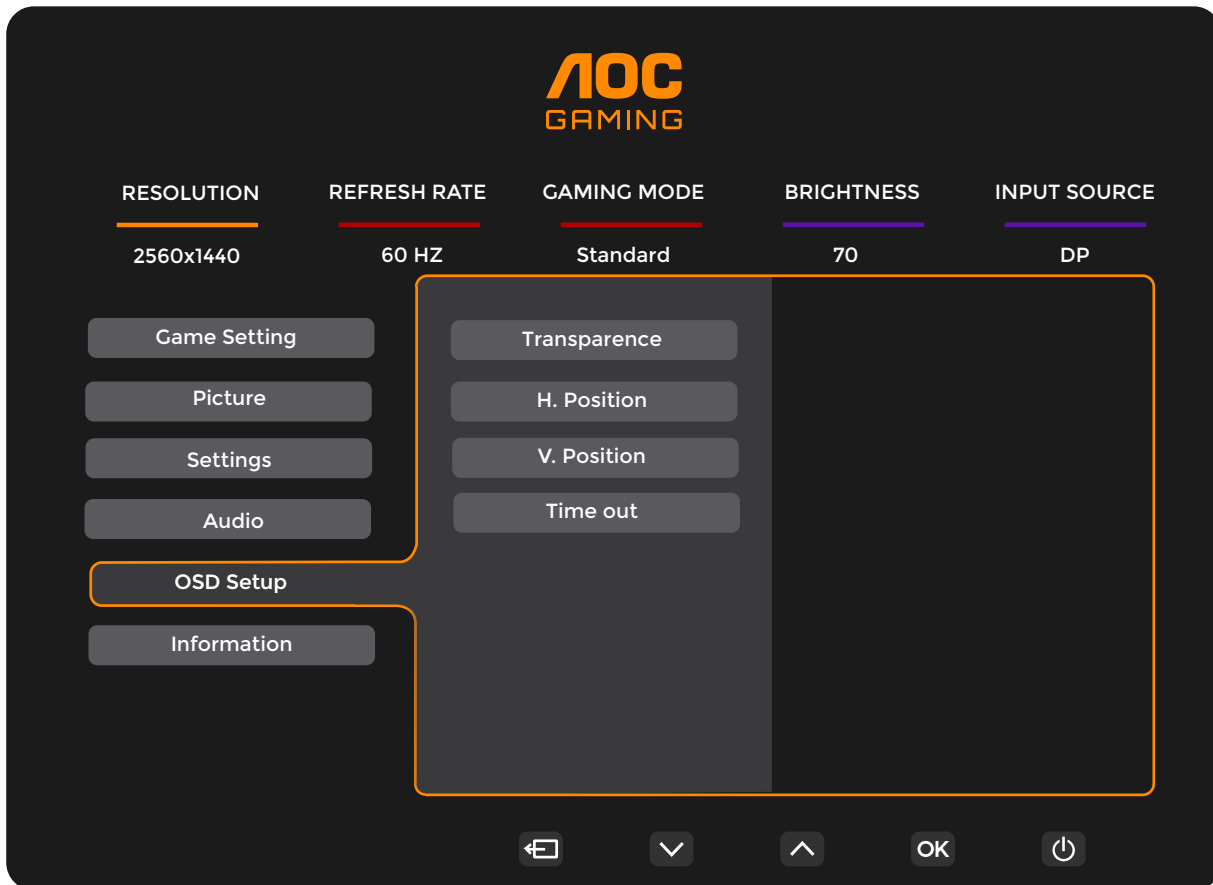 AOC
GAMING
RESOLUTION REFRESH RATE GAMING MODE BRIGHTNESS INPUT SOURCE
2560x1440 60 HZ Standard 70 DP
Game Setting
Picture
Settings
Audio
OSD Setup
Information
Transparence
H. Position
V. Position
Time out
OK